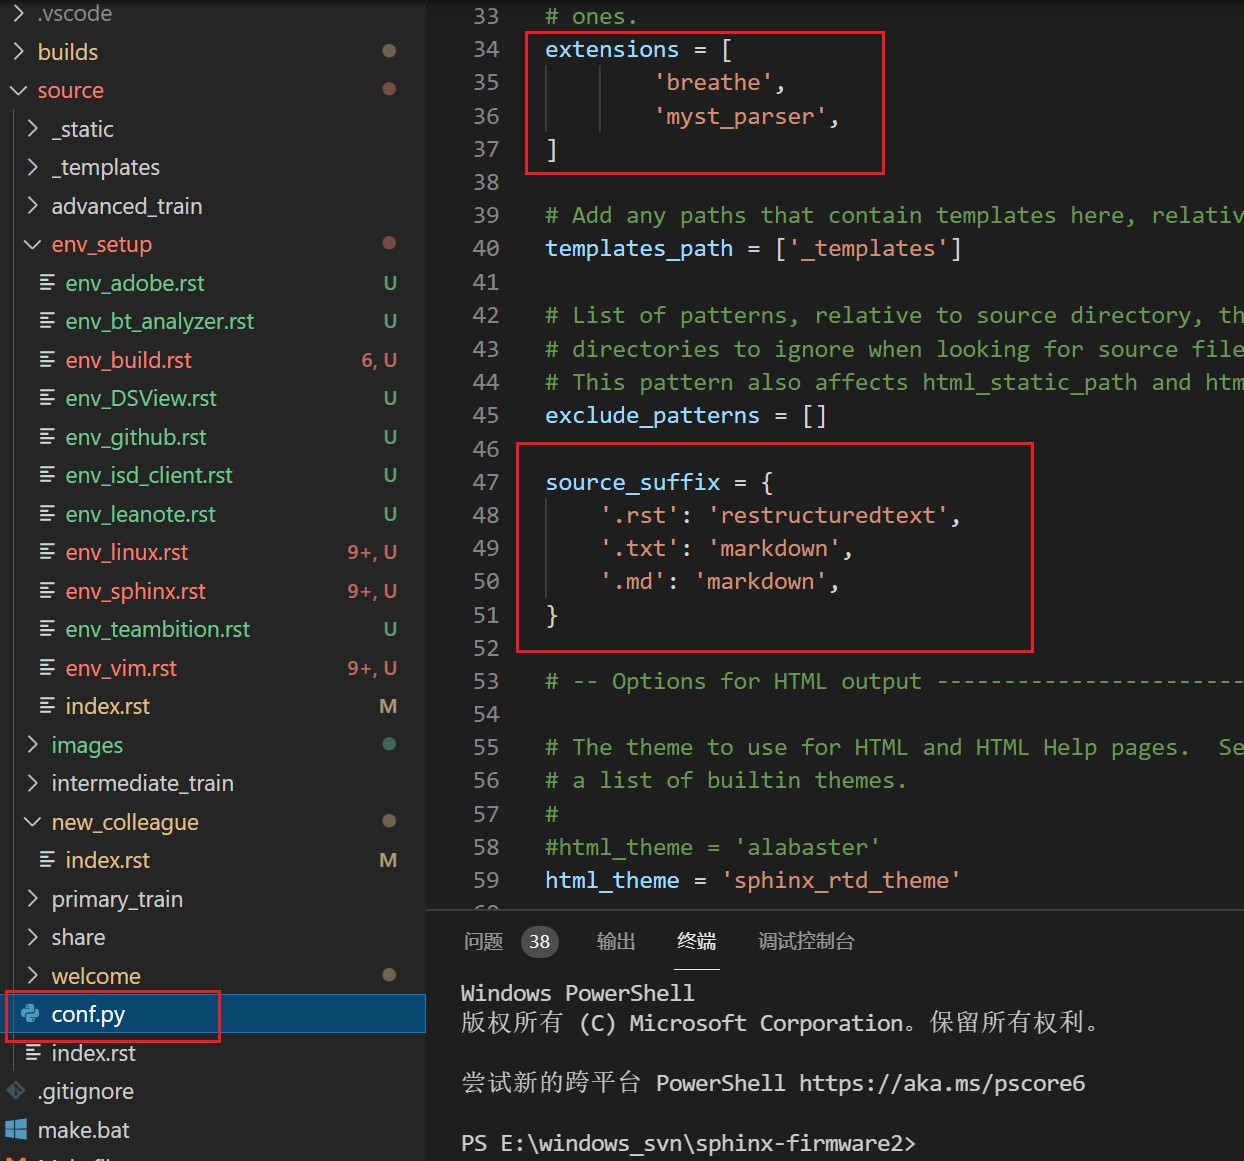 .vscode
builds
source
_static
_templates
advanced_train
env_setup
env_adobe.rst U
env_bt_analyzer.rst U
env_build.rst 6, U
env_DSView.rst U
env_github.rst U
env_isd_client.rst U
env_leanote.rst U
env_linux.rst 9+, U
env_sphinx.rst 9+, U
env_teambition.rst U
env_vim.rst 9+, U
index.rst M
images
intermediate_train
new_colleague
index.rst M
primary_train
share
welcome
conf.py
index.rst
.gitignore
make.bat
33 # ones.
34 extensions = [
35 'breathe',
36 'myst_parser',
37 ]
38
39 # Add any paths that contain templates here, relativ
40 templates_path = ['_templates']
41
42 # List of patterns, relative to source directory, th
43 # directories to ignore when looking for source file
44 # This pattern also affects html_static_path and htm
45 exclude_patterns = []
46
47 source_suffix = {
48 '.rst': 'restructuredtext',
49 '.txt': 'markdown',
50 '.md': 'markdown',
51 }
52
53 # -- Options for HTML output -----------------------
54
55 # The theme to use for HTML and HTML Help pages.  Se
56 # a list of builtin themes.
57 #
58 #html_theme = 'alabaster'
59 html_theme = 'sphinx_rtd_theme'
问题 38 输出 终端 调试控制台
Windows PowerShell
版权所有 (C) Microsoft Corporation。保留所有权利。
尝试新的跨平台 PowerShell https://aka.ms/pscore6
PS E:\windows_svn\sphinx-firmware2>